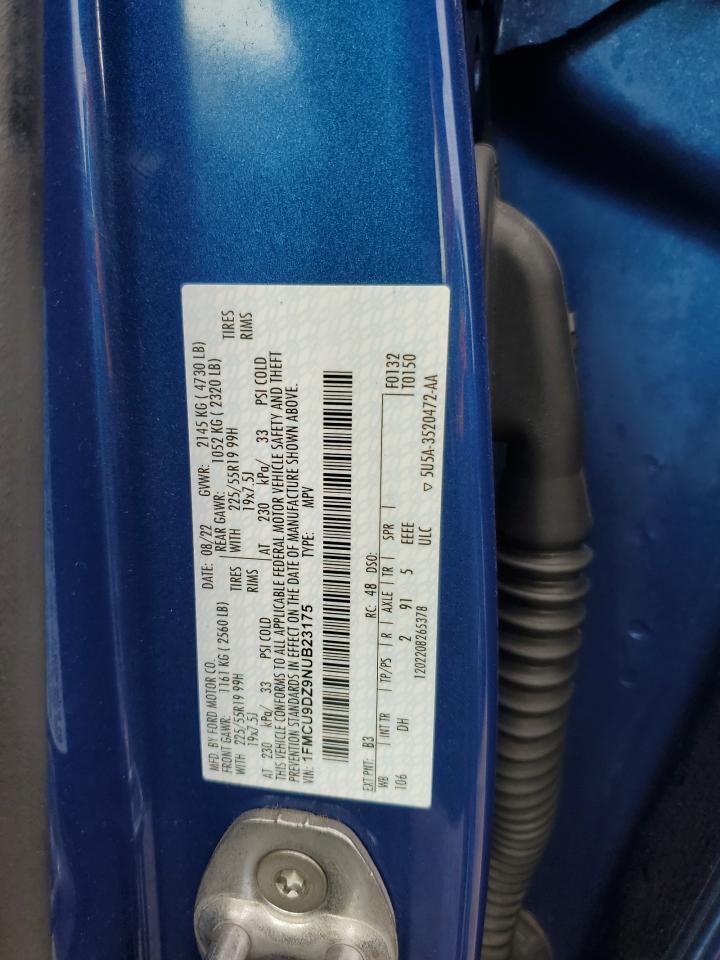 MFD. BY FORD MOTOR CO. DATE: 08/22 GVWR: 2145 KG ( 4730 LB)
FRONT GAWR: 1161 KG ( 2560 LB) REAR GAWR: 1052 KG ( 2320 LB)
WITH 225/55R19 99H TIRES WITH 225/55R19 99H TIRES
19x7.5J RIMS 19x7.5J RIMS
AT 230 kPa/ 33 PSI COLD AT 230 kPa/ 33 PSI COLD
THIS VEHICLE CONFORMS TO ALL APPLICABLE FEDERAL MOTOR VEHICLE SAFETY AND THEFT
PREVENTION STANDARDS IN EFFECT ON THE DATE OF MANUFACTURE SHOWN ABOVE.
VIN: 1FMCU9DZ9NUB23175 TYPE: MPV
EXT PNT: B3 RC: 48 DSO: F0132
WB INT TR TP/PS R AXLE TR SPR T0150
106 DH 2 91 5 EEEE
ULC
1202208265378 5U5A-3520472-AA